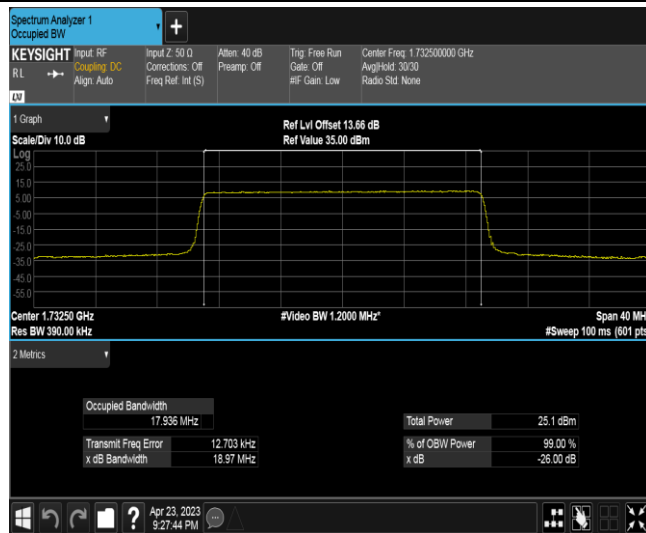 Spectrum Analyzer 1
Occupied BW
+
KEYSIGHT
RL
Input: RF
Coupling: DC
Align: Auto
Input Z: 50 Ω
Corrections: Off
Freq Ref: Int (S)
Atten: 40 dB
Preamp: Off
Trig: Free Run
Gate: Off
#IF Gain: Low
Center Freq: 1.732500000 GHz
Avg|Hold: 30/30
Radio Std: None
LXI
1 Graph
Scale/Div 10.0 dB
Ref Lvl Offset 13.66 dB
Ref Value 35.00 dBm
Log
25.0
15.0
5.00
-5.00
-15.0
-25.0
-35.0
-45.0
-55.0
Center 1.73250 GHz
#Video BW 1.2000 MHz*
Span 40 MH
Res BW 390.00 kHz
#Sweep 100 ms (601 pts
2 Metrics
Occupied Bandwidth
17.936 MHz
Total Power 25.1 dBm
Transmit Freq Error 12.703 kHz
% of OBW Power 99.00 %
x dB Bandwidth 18.97 MHz
x dB -26.00 dB
?
Apr 23, 2023
9:27:44 PM